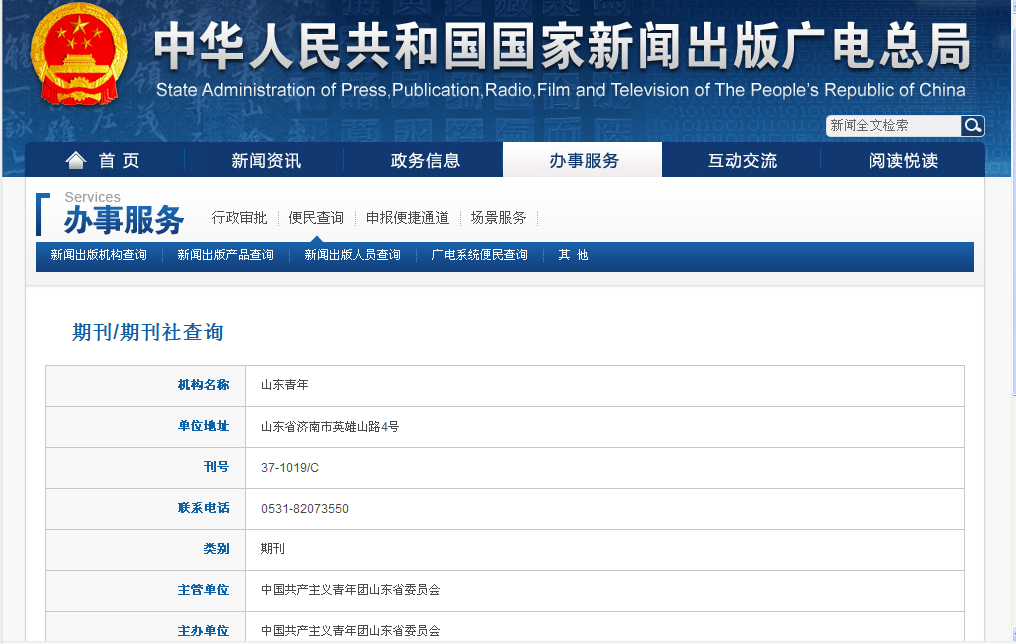 中华人民共和国国家新闻出版广电总局
State Administration of Press,Publication,Radio,Film and Television of The People's Republic of China
新闻全文检索
首 页 新闻资讯 政务信息 办事服务 互动交流 阅读悦读
Services
办事服务 行政审批 便民查询 申报便捷通道 场景服务
新闻出版机构查询 新闻出版产品查询 新闻出版人员查询 广电系统便民查询 其 他
期刊/期刊社查询
机构名称 山东青年
单位地址 山东省济南市英雄山路4号
刊号 37-1019/C
联系电话 0531-82073550
类别 期刊
主管单位 中国共产主义青年团山东省委员会
主办单位 中国共产主义青年团山东省委员会